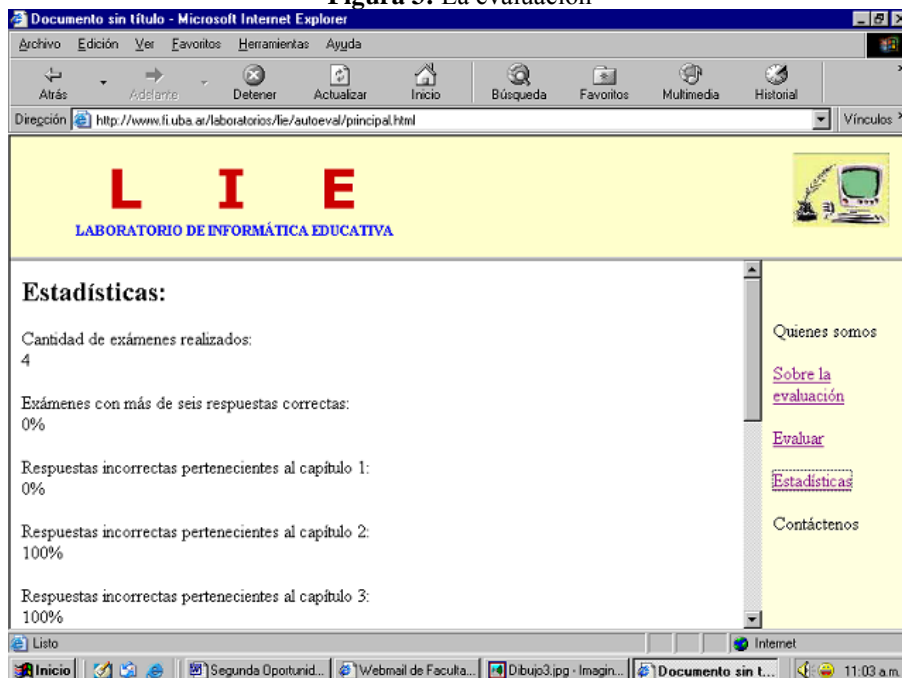 Figura 3: La evaluación
Documento sin título - Microsoft Internet Explorer
Archivo Edición Ver Favoritos Herramientas Ayuda
Atrás Adelante Detener Actualizar Inicio Búsqueda Favoritos Multimedia Historial
Dirección http://www.fi.uba.ar/laboratorios/lie/autoeval/principal.html Vínculos
L I E
LABORATORIO DE INFORMÁTICA EDUCATIVA
Estadísticas:
Cantidad de exámenes realizados:
4
Exámenes con más de seis respuestas correctas:
0%
Respuestas incorrectas pertenecientes al capítulo 1:
0%
Respuestas incorrectas pertenecientes al capítulo 2:
100%
Respuestas incorrectas pertenecientes al capítulo 3:
100%
Quienes somos
Sobre la
evaluación
Evaluar
Estadísticas
Contáctenos
Listo Internet
Inicio Segunda Oportunid... Webmail de Faculta... Dibujo3.jpg - Imagin... Documento sin t... 11:03 a.m.